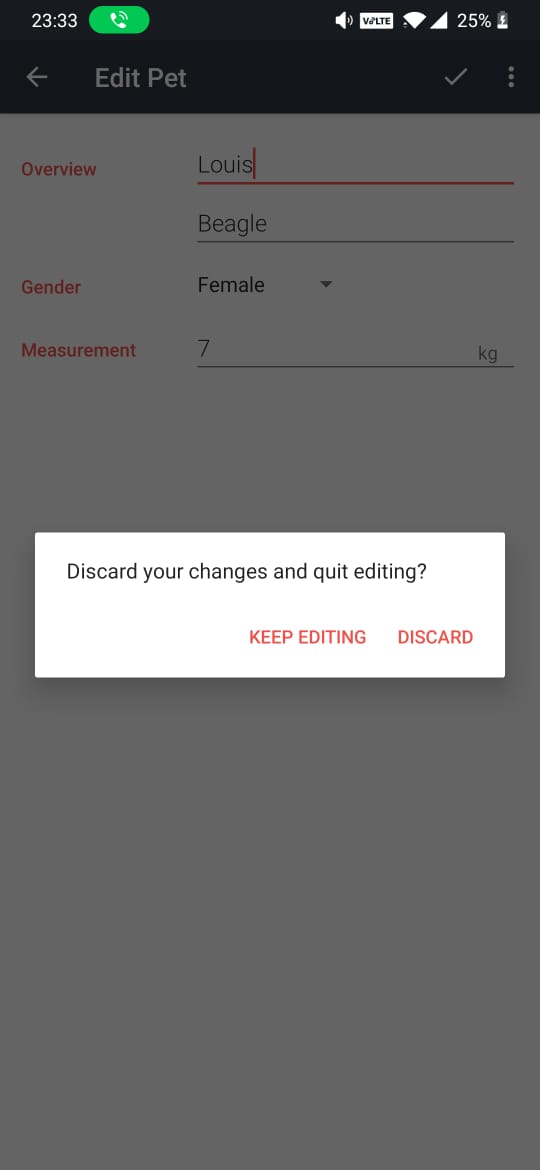 23:33 VoLTE 25%
Edit Pet
Overview Louis
Beagle
Gender Female
Measurement 7 kg
Discard your changes and quit editing?
KEEP EDITING DISCARD